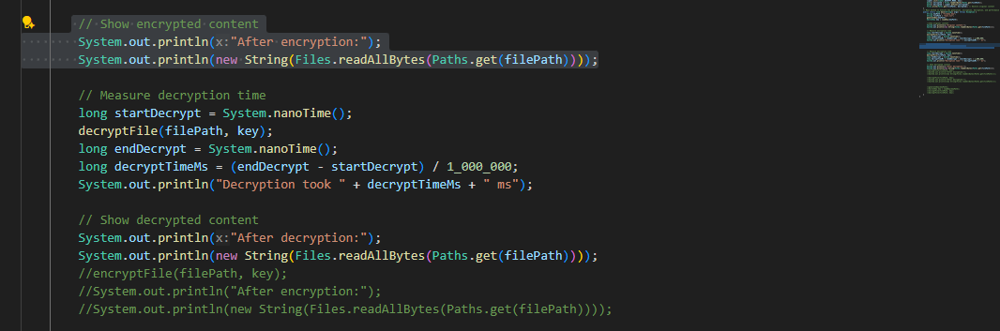 // Show encrypted content
System.out.println(x:"After encryption:");
System.out.println(new String(Files.readAllBytes(Paths.get(filePath))));
// Measure decryption time
long startDecrypt = System.nanoTime();
decryptFile(filePath, key);
long endDecrypt = System.nanoTime();
long decryptTimeMs = (endDecrypt - startDecrypt) / 1_000_000;
System.out.println("Decryption took " + decryptTimeMs + " ms");
// Show decrypted content
System.out.println(x:"After decryption:");
System.out.println(new String(Files.readAllBytes(Paths.get(filePath))));
//encryptFile(filePath, key);
//System.out.println("After encryption:");
//System.out.println(new String(Files.readAllBytes(Paths.get(filePath))));